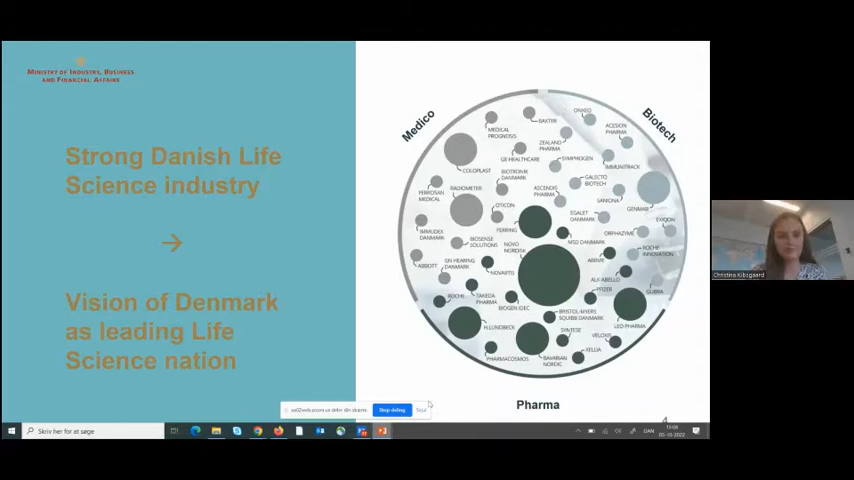 MINISTRY OF INDUSTRY, BUSINESS
AND FINANCIAL AFFAIRS
Strong Danish Life
Science industry
→
Vision of Denmark
as leading Life
Science nation
Medico
Biotech
Pharma
MEDICAL
PROGNOSIS
BAXTER
ONXEO
ACESION
PHARMA
ZEALAND
PHARMA
GE HEALTHCARE
SYMPHOGEN
IMMUNITRACK
COLOPLAST
BIOTRONIK
DANMARK
GALECTO
BIOTECH
FERROSAN
MEDICAL
RADIOMETER
ASCENDIS
PHARMA
SANIONA
GENMAB
OTICON
EGALET
DANMARK
EVAXION
IMMUDEX
DANMARK
FERRING
ORPHAZYME
BIOSENSE
SOLUTIONS
NOVO
NORDISK
MSD DANMARK
ROCHE
INNOVATION
ABBOTT
GN HEARING
DANMARK
ABBVIE
NOVARTIS
ALK-ABELLO
GUBRA
ROCHE
TAKEDA
PHARMA
PFIZER
BIOGEN IDEC
BRISTOL-MYERS
SQUIBB DANMARK
LEO PHARMA
H.LUNDBECK
SYNTESE
VELOXIS
PHARMACOSMOS
BAVARIAN
NORDIC
XELLIA
4
Stop deling
Skjul
Christina Kibsgaard
Skriv her for at søge
DAN